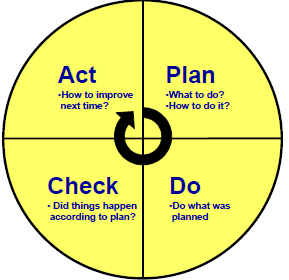 Act
•How to improve
next time?
Plan
•What to do?
•How to do it?
Check
• Did things happen
according to plan?
Do
•Do what was
planned